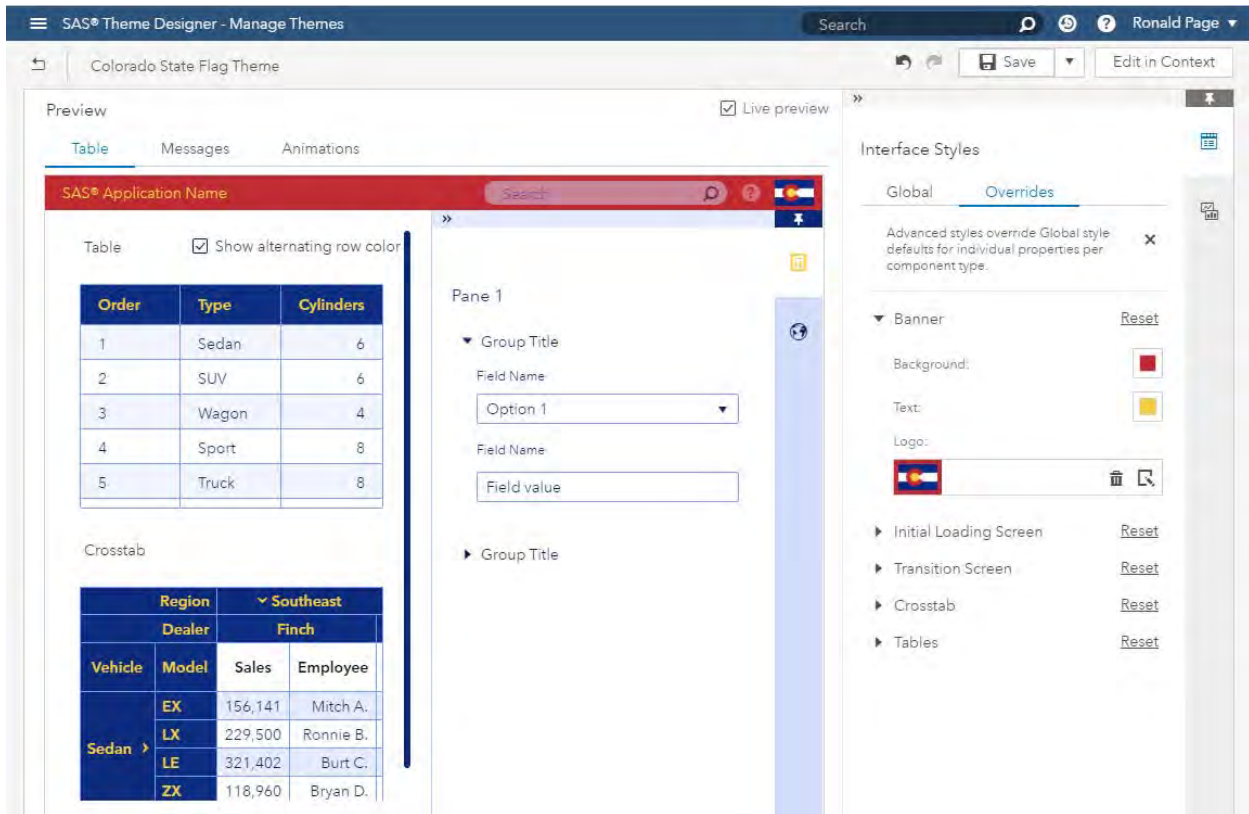 SAS® Theme Designer - Manage Themes
Search
Ronald Page
Colorado State Flag Theme
Save
Edit in Context
Preview
Live preview
Table
Messages
Animations
SAS® Application Name
Search
Table
Show alternating row color
Order Type Cylinders
1 Sedan 6
2 SUV 6
3 Wagon 4
4 Sport 8
5 Truck 8
Crosstab
Region Southeast
Dealer Finch
Vehicle Model Sales Employee
EX 156,141 Mitch A.
LX 229,500 Ronnie B.
Sedan
LE 321,402 Burt C.
ZX 118,960 Bryan D.
Pane 1
Group Title
Field Name
Option 1
Field Name
Field value
Group Title
Interface Styles
Global
Overrides
Advanced styles override Global style
defaults for individual properties per
component type.
Banner Reset
Background:
Text:
Logo:
Initial Loading Screen Reset
Transition Screen Reset
Crosstab Reset
Tables Reset